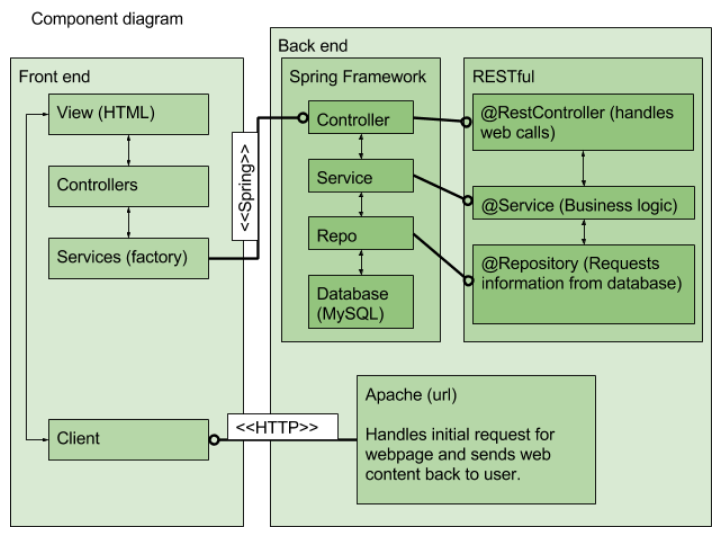 Component diagram
Back end
Front end
Spring Framework
RESTful
View (HTML)
Controllers
Services (factory)
Client
<<Spring>>
Controller
Service
Repo
Database
(MySQL)
@RestController (handles
web calls)
@Service (Business logic)
@Repository (Requests
information from database)
<<HTTP>>
Apache (url)
Handles initial request for
webpage and sends web
content back to user.